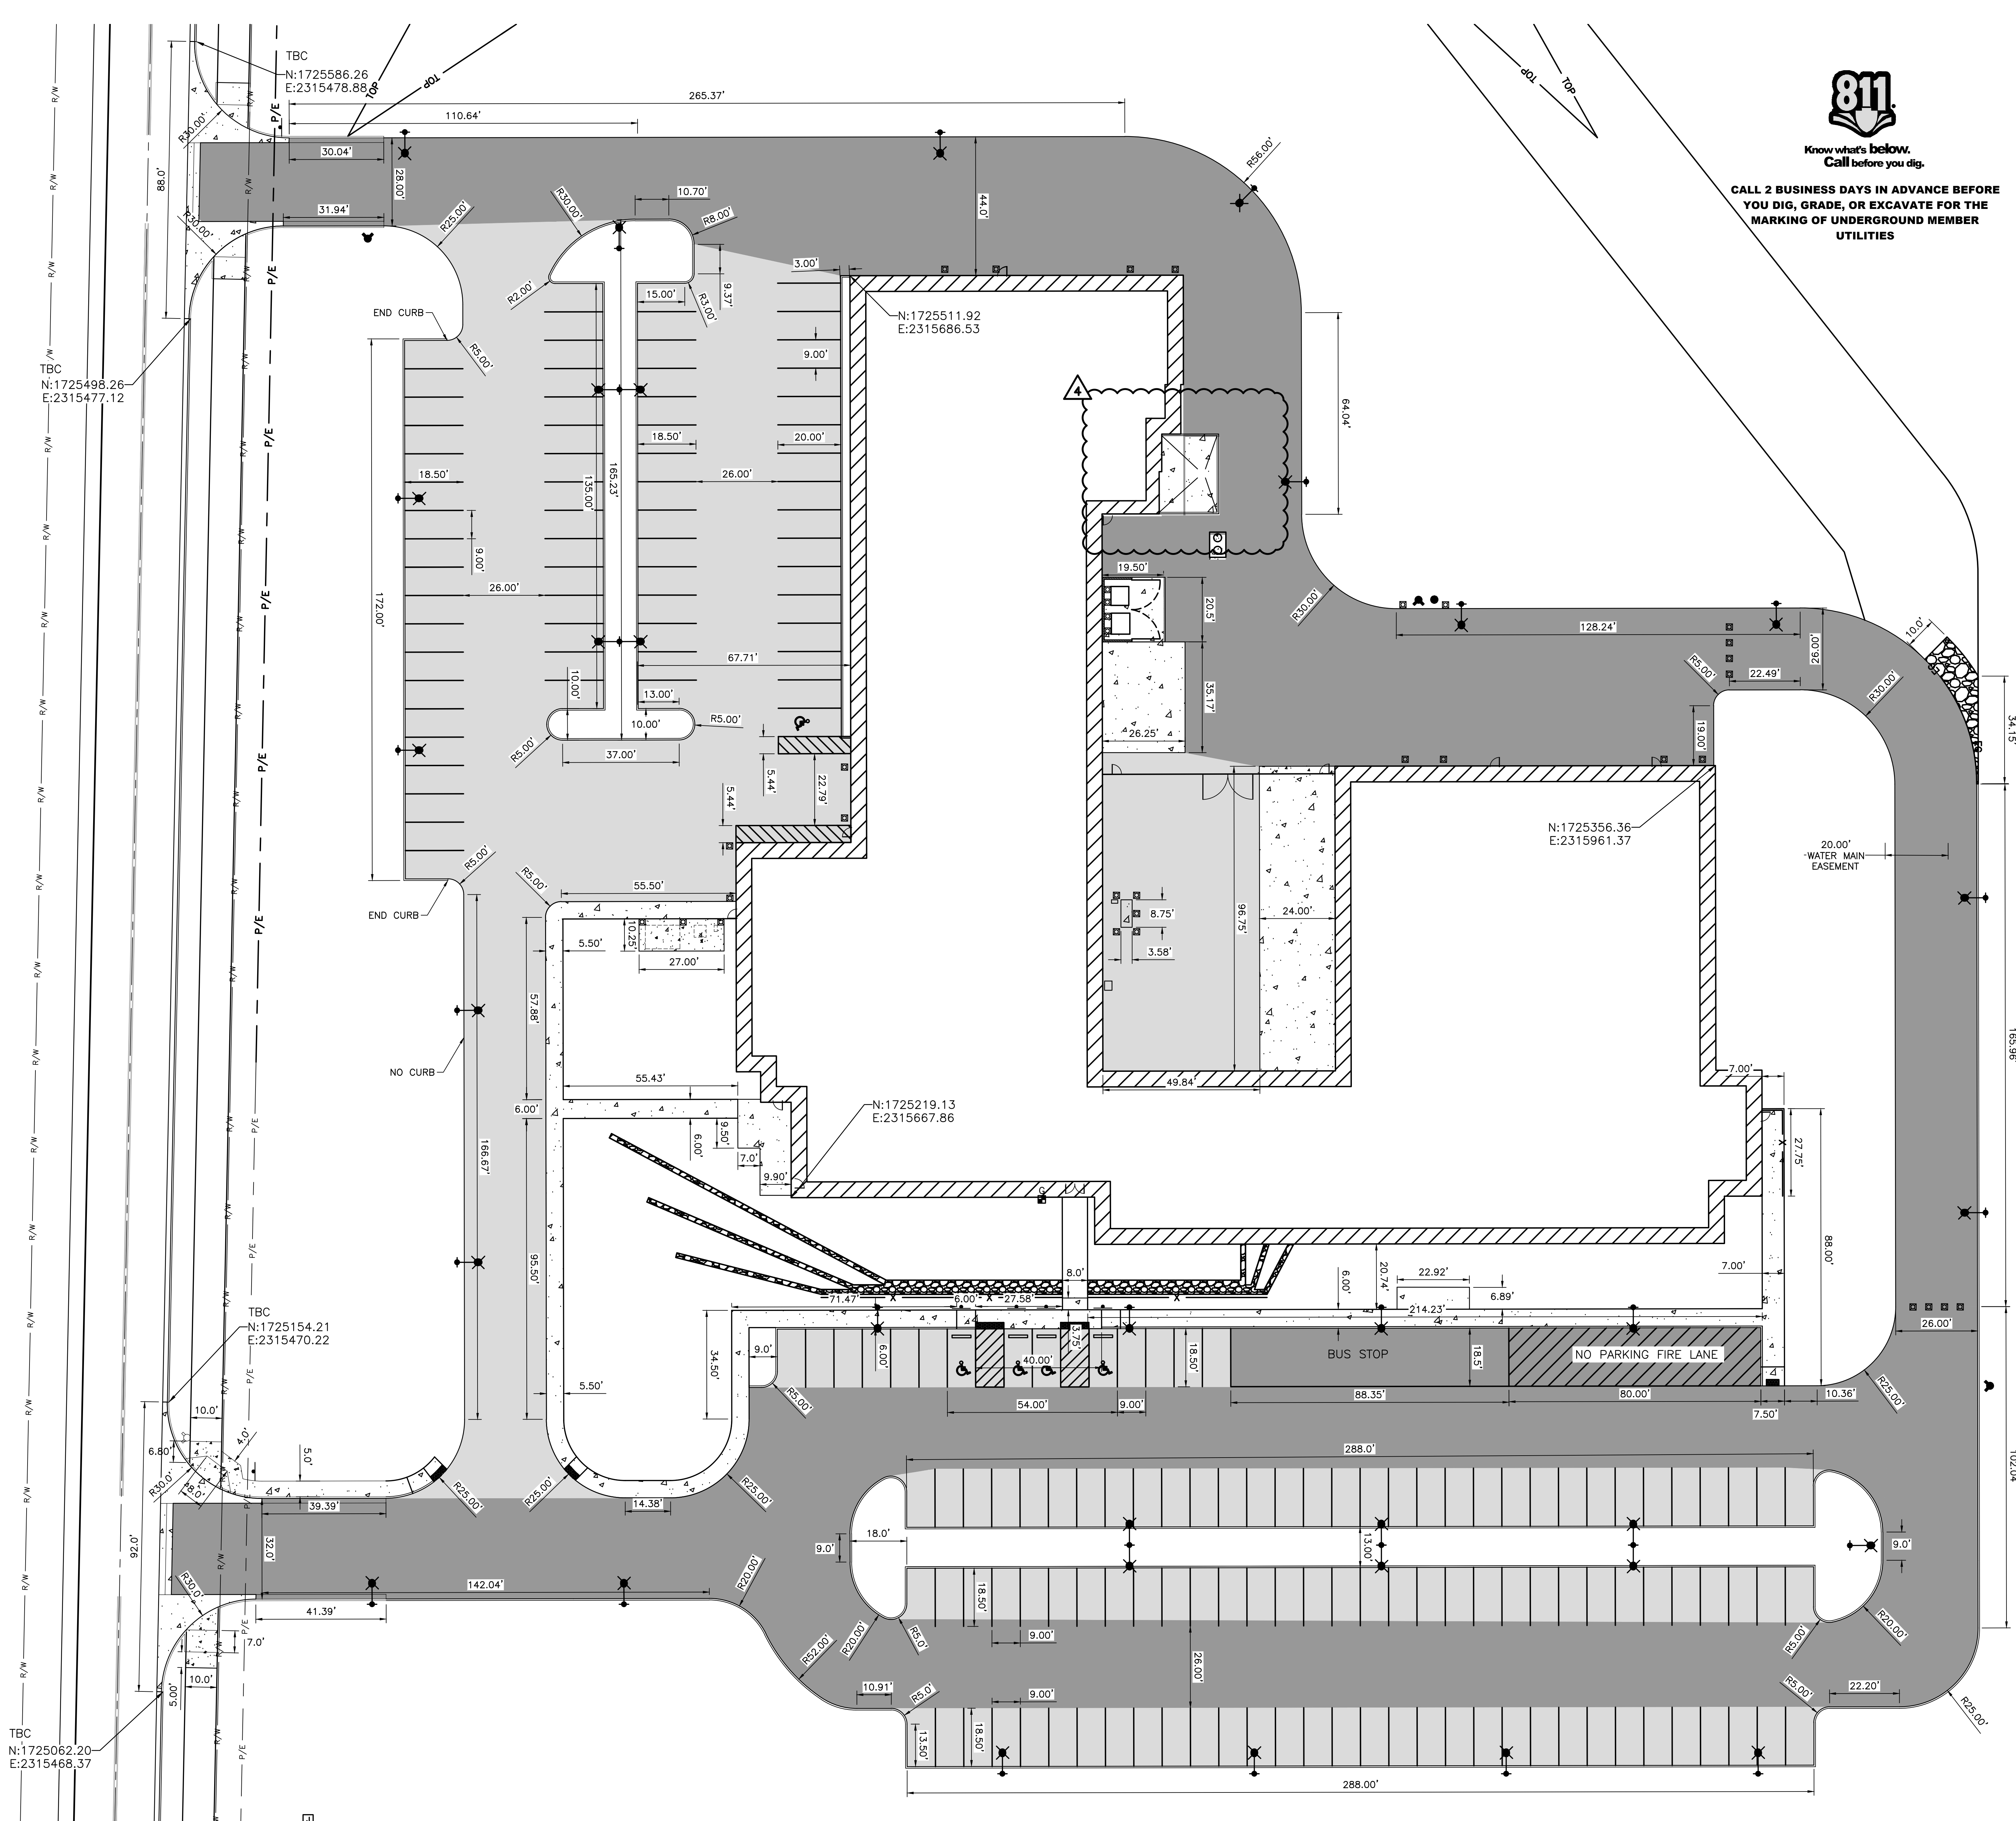 TBC
N:1725586.26
E:2315478.88
TOP
TOP
TOP
TOP
811
Know what's below.
Call before you dig.
CALL 2 BUSINESS DAYS IN ADVANCE BEFORE
YOU DIG, GRADE, OR EXCAVATE FOR THE
MARKING OF UNDERGROUND MEMBER
UTILITIES
R/W
P/E
265.37'
110.64'
30.04'
R30.00'
88.0'
28.00'
R56.00'
31.94'
R30.00'
R25.00'
R30.00'
10.70'
R8.00'
44.0'
3.00'
9.37'
R2.00'
15.00'
R3.00'
END CURB
R5.00'
N:1725511.92
E:2315686.53
9.00'
TBC
N:1725498.26
E:2315477.12
4
64.04'
18.50'
20.00'
165.23'
135.00'
26.00'
18.50'
9.00'
26.00'
172.00'
19.50'
20.5'
R30.00'
128.24'
26.0'
10.0'
R5.00'
22.49'
R30.00'
34.15'
67.71'
10.00'
13.00'
10.00'
R5.00'
35.17'
26.25'
19.00'
R5.00'
37.00'
5.44'
22.79'
5.44'
N:1725356.36
E:2315961.37
20.00'
WATER MAIN
EASEMENT
R5.00'
R5.00'
55.50'
END CURB
5.50'
10.25'
27.00'
96.75'
24.00'
8.75'
3.58'
57.88'
165.96'
NO CURB
55.43'
49.84'
7.00'
6.00'
N:1725219.13
E:2315667.86
6.00'
9.50'
7.0'
9.90'
27.75'
166.67'
G
95.50'
88.00'
8.0'
6.00'
20.74'
22.92'
7.00'
6.89'
71.47'
6.00'
27.58'
214.23'
TBC
N:1725154.21
E:2315470.22
3.75'
9.0'
6.00'
40.00'
18.50'
BUS STOP
18.5'
NO PARKING FIRE LANE
26.00'
34.50'
5.50'
R5.00'
54.00'
9.00'
88.35'
80.00'
7.50'
10.36'
R25.00'
10.0'
6.80'
4.0'
5.0'
288.0'
102.04'
R30.0'
8.0'
39.39'
R25.00'
R25.00'
14.38'
R25.00'
92.0'
32.0'
9.0'
18.0'
13.00'
9.0'
142.04'
R20.00'
R30.0'
41.39'
18.50'
7.0'
R52.00'
R20.00'
R5.0'
9.00'
26.00'
R5.00'
R20.00'
10.0'
5.00'
10.91'
R5.0'
9.00'
R5.00'
22.20'
R25.00'
TBC
N:1725062.20
E:2315468.37
13.50'
18.50'
288.00'